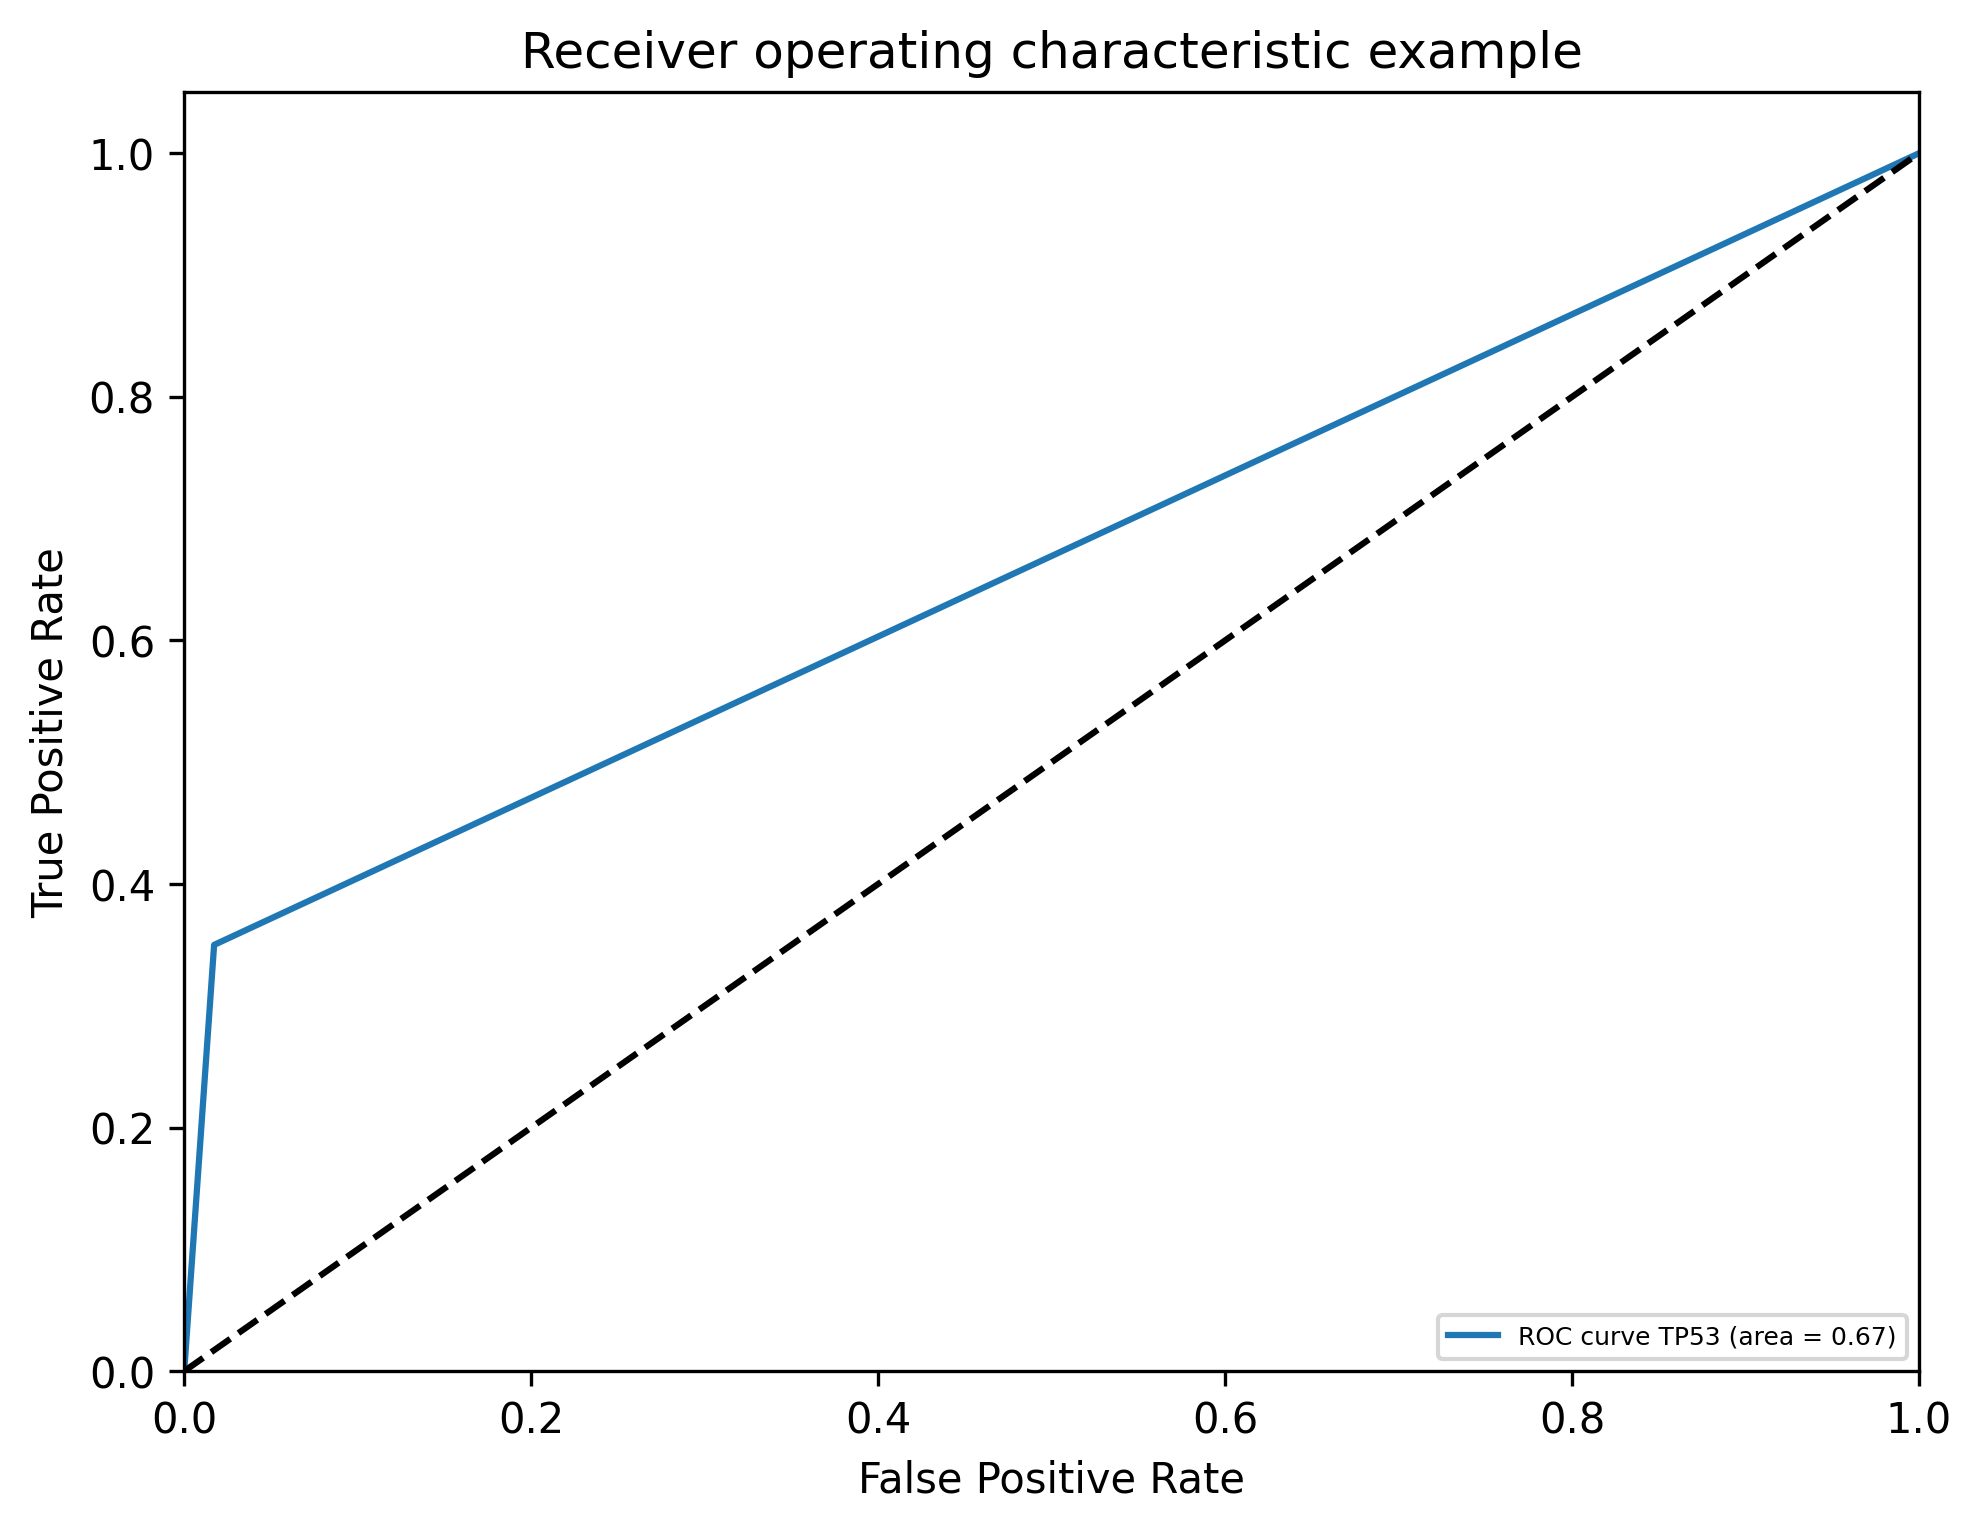 Receiver operating characteristic example
1.0
0.8
0.6
0.4
0.2
0.0
True Positive Rate
ROC curve TP53 (area = 0.67)
0.0 0.2 0.4 0.6 0.8 1.0
False Positive Rate